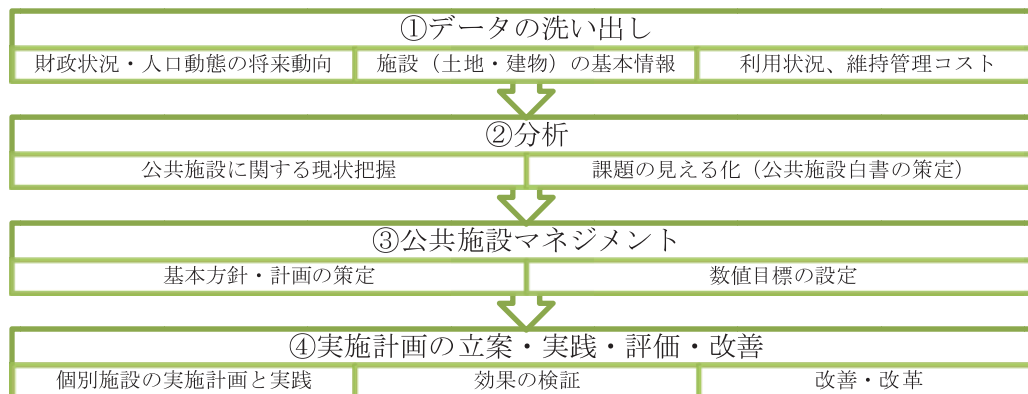 ①データの洗い出し
財政状況・人口動態の将来動向
施設（土地・建物）の基本情報
利用状況、維持管理コスト
②分析
公共施設に関する現状把握
課題の見える化（公共施設白書の策定）
③公共施設マネジメント
基本方針・計画の策定
数値目標の設定
④実施計画の立案・実践・評価・改善
個別施設の実施計画と実践
効果の検証
改善・改革